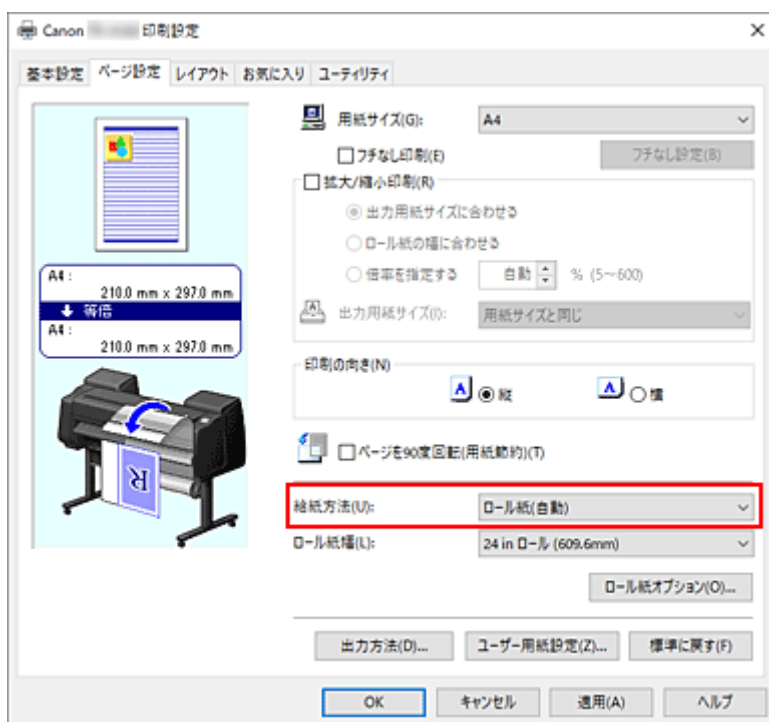 Canon 印刷設定
基本設定 ページ設定 レイアウト お気に入り ユーティリティ
用紙サイズ(G): A4
フチなし印刷(E) フチなし設定(B)
拡大/縮小印刷(R)
出力用紙サイズに合わせる
ロール紙の幅に合わせる
倍率を指定する 自動 % (5～600)
出力用紙サイズ(I): 用紙サイズと同じ
A4 :
210.0 mm x 297.0 mm
等倍
A4 :
210.0 mm x 297.0 mm
印刷の向き(N)
A 縦 A 横
R
ページを90度回転(用紙節約)(T)
給紙方法(U): ロール紙(自動)
ロール紙幅(L): 24 in ロール (609.6mm)
ロール紙オプション(O)...
出力方法(D)... ユーザー用紙設定(Z)... 標準に戻す(F)
OK キャンセル 適用(A) ヘルプ